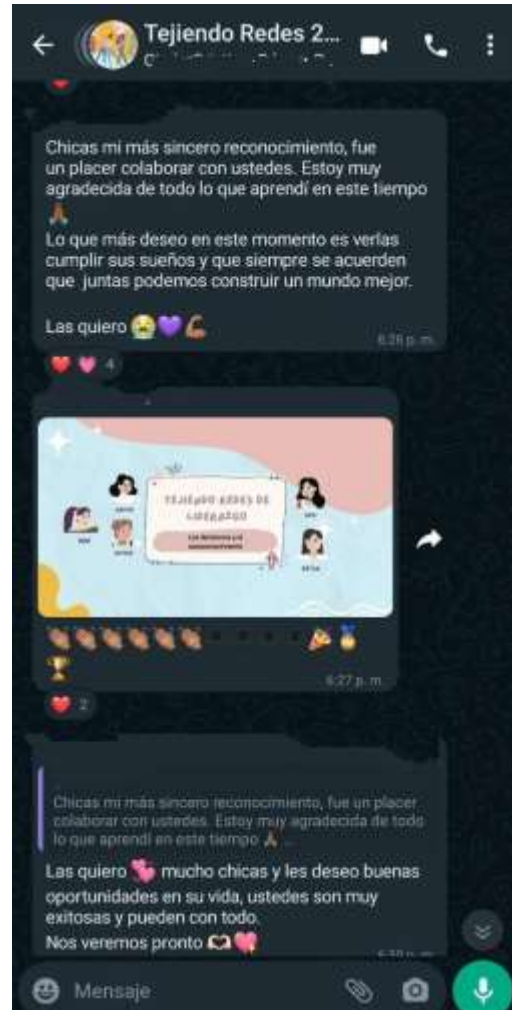 Tejiendo Redes 2...
Chicas mi más sincero reconocimiento, fue
un placer colaborar con ustedes. Estoy muy
agradecida de todo lo que aprendí en este tiempo
🙏🏾
Lo que más deseo en este momento es verlas
cumplir sus sueños y que siempre se acuerden
que juntas podemos construir un mundo mejor.
Las quiero 😭💜💪🏽
6:26 p. m.
4
TEJIENDO REDES DE
LIDERAZGO
6:27 p. m.
2
Chicas mi más sincero reconocimiento, fue un placer
colaborar con ustedes. Estoy muy agradecida de todo
lo que aprendí en este tiempo 🙏🏾 ...
Las quiero 💕 mucho chicas y les deseo buenas
oportunidades en su vida, ustedes son muy
exitosas y pueden con todo.
Nos veremos pronto 🫶🏻💖
Mensaje